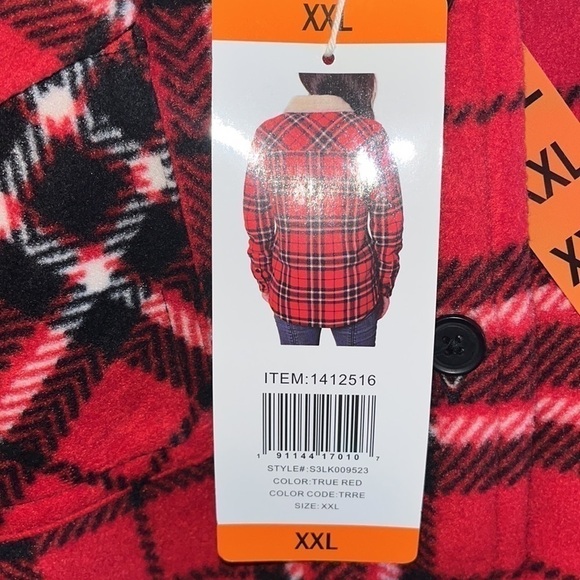 XXL
ITEM:1412516
1 91144 17010 7
STYLE#:S3LK009523
COLOR:TRUE RED
COLOR CODE:TRRE
SIZE: XXL
XXL
XXL
XX